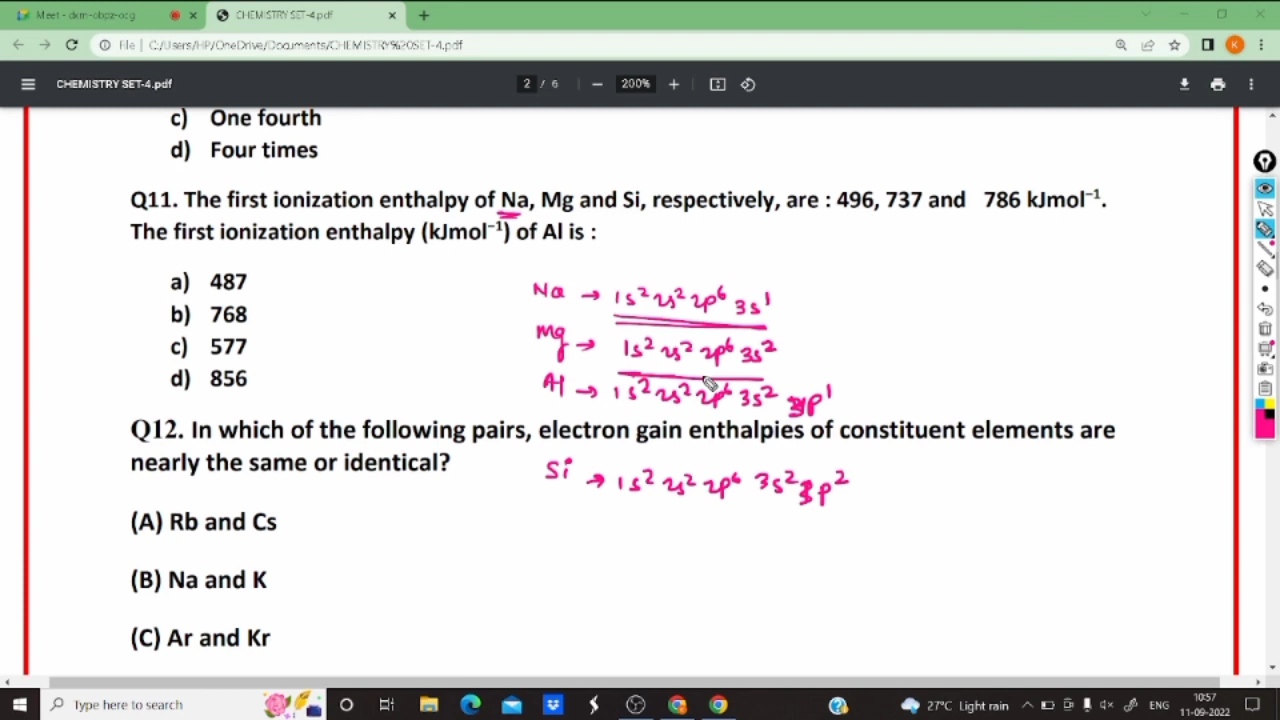 Meet - dkm-obpz-ocg
CHEMISTRY SET-4.pdf
File | C:/Users/HP/OneDrive/Documents/CHEMISTRY%20SET-4.pdf
K
CHEMISTRY SET-4.pdf
2 / 6
200%
c) One fourth
d) Four times
Q11. The first ionization enthalpy of Na, Mg and Si, respectively, are : 496, 737 and 786 kJmol⁻¹.
The first ionization enthalpy (kJmol⁻¹) of Al is :
a) 487
b) 768
c) 577
d) 856
Na → 1s² 2s² 2p⁶ 3s¹
Mg → 1s² 2s² 2p⁶ 3s²
Al → 1s² 2s² 2p⁶ 3s² 3p¹
Q12. In which of the following pairs, electron gain enthalpies of constituent elements are
nearly the same or identical?
Si → 1s² 2s² 2p⁶ 3s² 3p²
(A) Rb and Cs
(B) Na and K
(C) Ar and Kr
Type here to search
27°C Light rain
ENG
10:57
11-09-2022